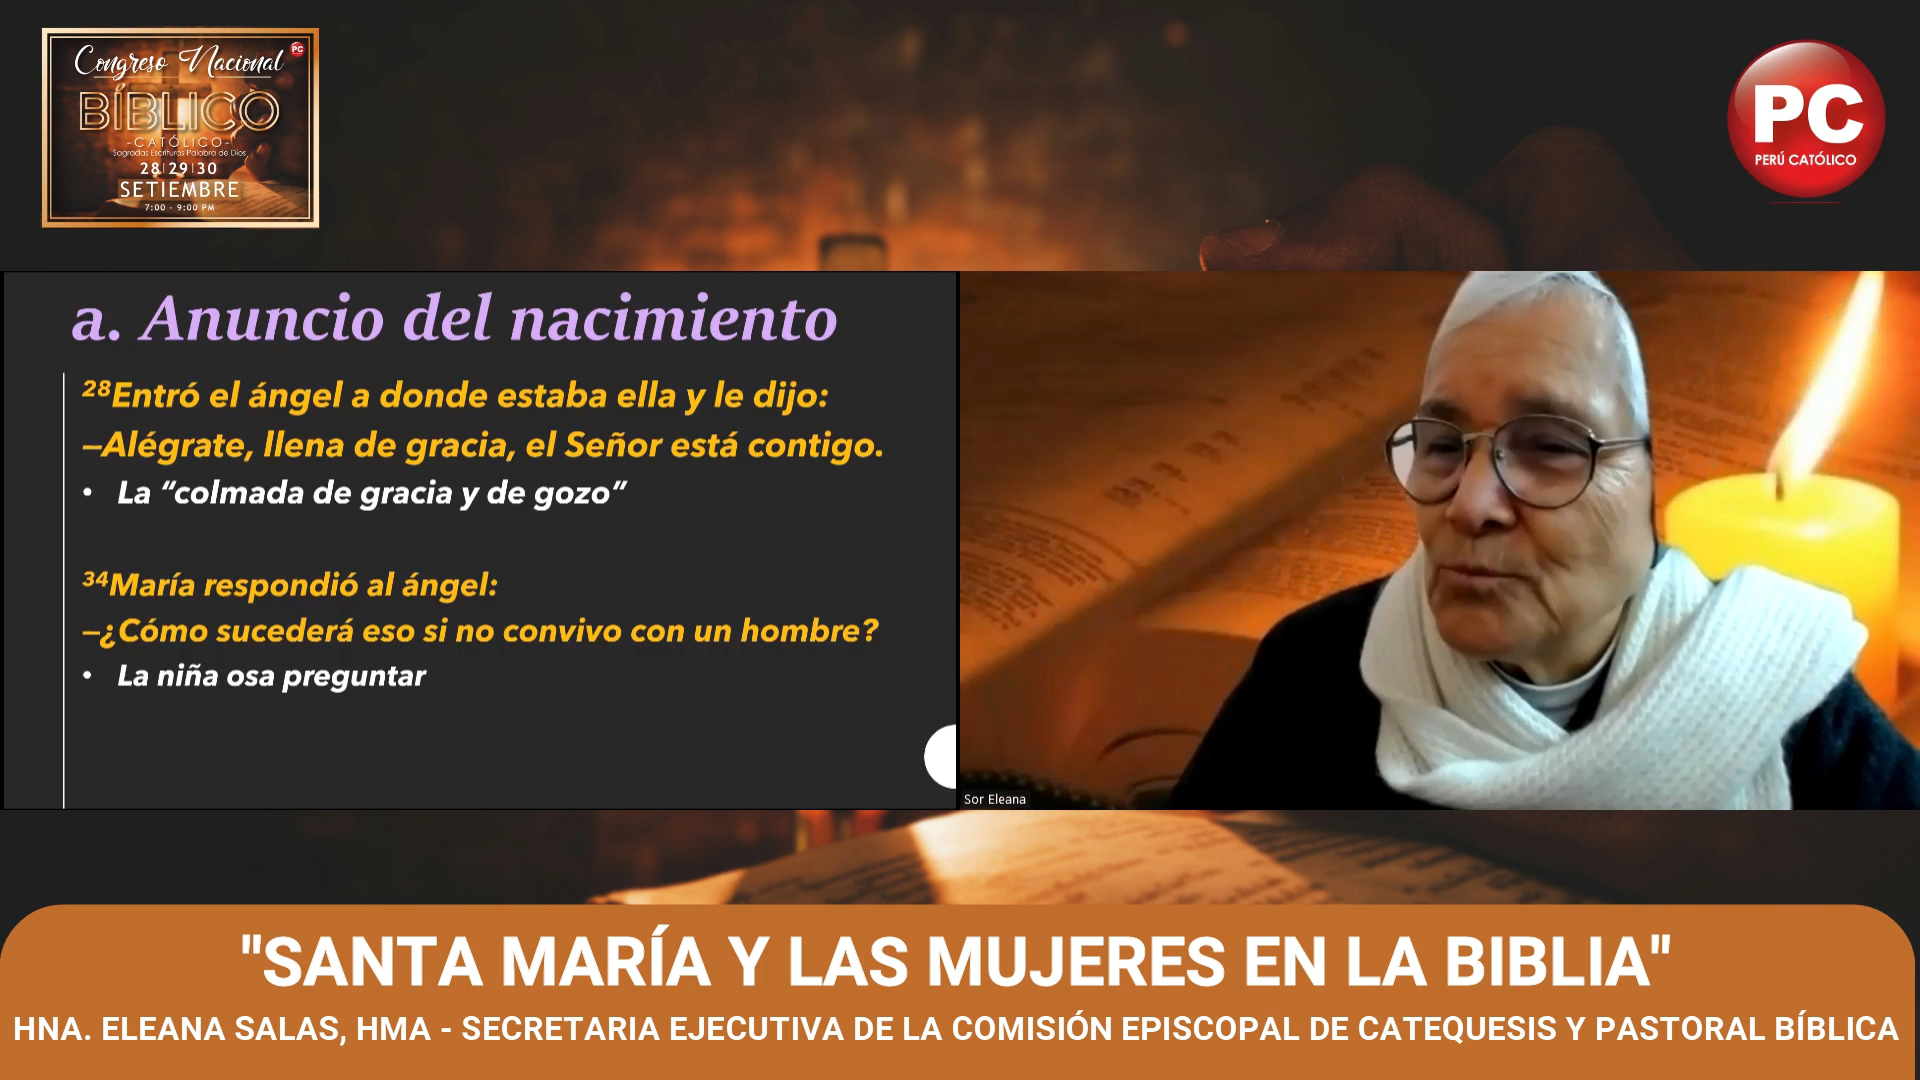 Congreso Nacional
PC
BÍBLICO
-CATÓLICO-
Sagradas Escrituras Palabra de Dios
28|29|30
SETIEMBRE
7:00 - 9:00 PM
PC
PERÚ CATÓLICO
a. Anuncio del nacimiento
²⁸Entró el ángel a donde estaba ella y le dijo:
–Alégrate, llena de gracia, el Señor está contigo.
• La “colmada de gracia y de gozo”
³⁴María respondió al ángel:
–¿Cómo sucederá eso si no convivo con un hombre?
• La niña osa preguntar
Sor Eleana
"SANTA MARÍA Y LAS MUJERES EN LA BIBLIA"
HNA. ELEANA SALAS, HMA - SECRETARIA EJECUTIVA DE LA COMISIÓN EPISCOPAL DE CATEQUESIS Y PASTORAL BÍBLICA